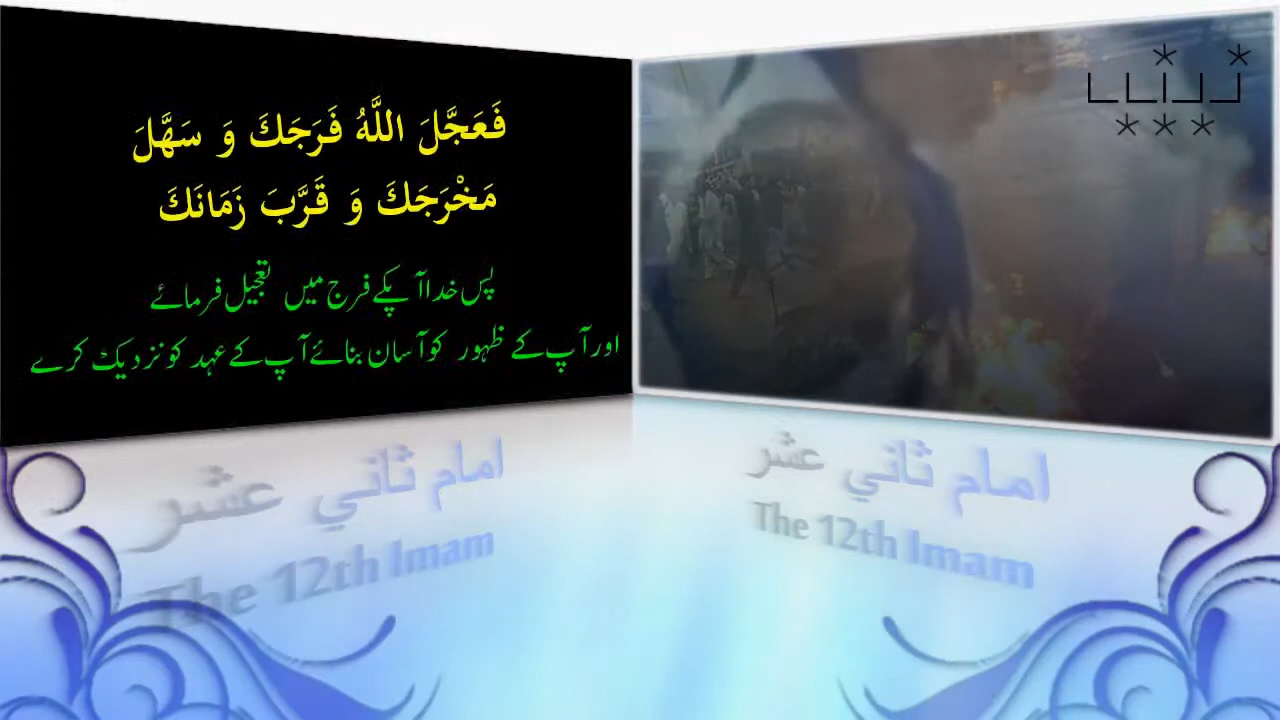 فَعَجَّلَ اللَّهُ فَرَجَكَ وَ سَهَّلَ
مَخْرَجَكَ وَ قَرَّبَ زَمَانَكَ
پس خدا آپکے فرج میں تعجیل فرمائے
اور آپ کے ظہور کو آسان بنائے آپ کے عہد کو نزدیک کرے
امام ثاني عشر
The 12th Imam
امام ثاني عشر
The 12th Imam